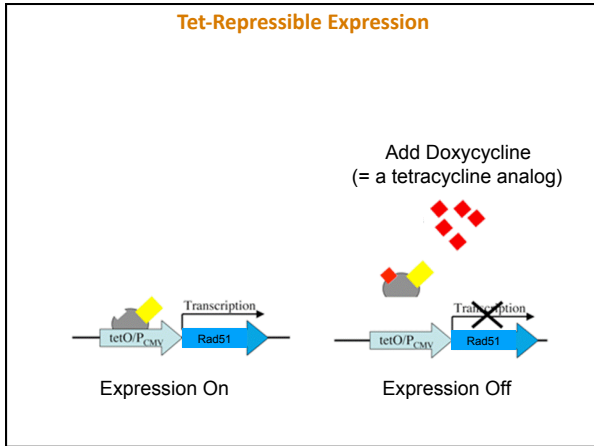 Tet-Repressible Expression
Add Doxycycline
(= a tetracycline analog)
Transcription
tetO/PCMV
Rad51
Expression On
Transcription
tetO/PCMV
Rad51
Expression Off